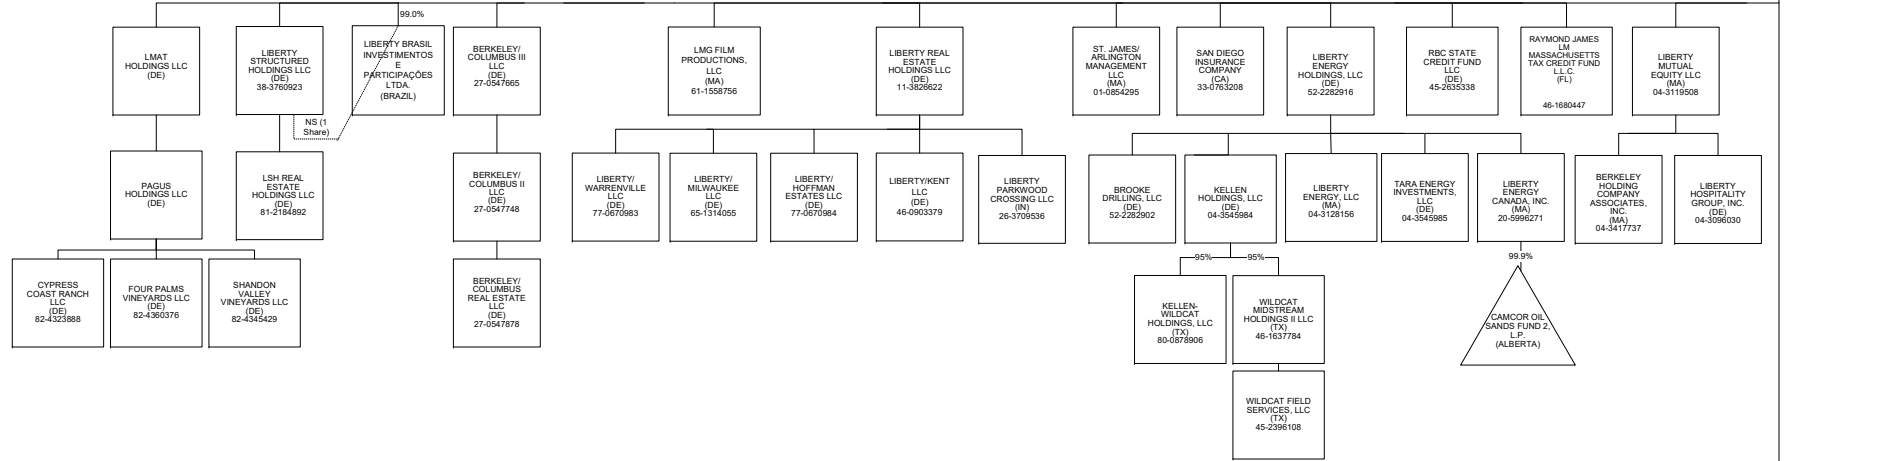 99.0%
LMAT
HOLDINGS LLC
(DE)
LIBERTY
STRUCTURED
HOLDINGS LLC
(DE)
38-3760923
LIBERTY BRASIL
INVESTIMENTOS
E
PARTICIPAÇÕES
LTDA.
(BRAZIL)
BERKELEY/
COLUMBUS III
LLC
(DE)
27-0547665
LMG FILM
PRODUCTIONS,
LLC
(MA)
61-1558756
LIBERTY REAL
ESTATE
HOLDINGS LLC
(DE)
11-3826622
ST. JAMES/
ARLINGTON
MANAGEMENT
LLC
(MA)
01-0854295
SAN DIEGO
INSURANCE
COMPANY
(CA)
33-0763208
LIBERTY
ENERGY
HOLDINGS, LLC
(DE)
52-2282916
RBC STATE
CREDIT FUND
LLC
(DE)
45-2635338
RAYMOND JAMES
LM
MASSACHUSETTS
TAX CREDIT FUND
L.L.C.
(FL)
46-1680447
LIBERTY
MUTUAL
EQUITY LLC
(MA)
04-3119508
NS (1
Share)
PAGUS
HOLDINGS LLC
(DE)
LSH REAL
ESTATE
HOLDINGS LLC
(DE)
81-2184892
BERKELEY/
COLUMBUS II
LLC
(DE)
27-0547748
LIBERTY/
WARRENVILLE
LLC
(DE)
77-0670983
LIBERTY/
MILWAUKEE
LLC
(DE)
65-1314055
LIBERTY/
HOFFMAN
ESTATES LLC
(DE)
77-0670984
LIBERTY/KENT
LLC
(DE)
46-0903379
LIBERTY
PARKWOOD
CROSSING LLC
(IN)
26-3709536
BROOKE
DRILLING, LLC
(DE)
52-2282902
KELLEN
HOLDINGS, LLC
(DE)
04-3545984
LIBERTY
ENERGY, LLC
(MA)
04-3128156
TARA ENERGY
INVESTMENTS,
LLC
(DE)
04-3545985
LIBERTY
ENERGY
CANADA, INC.
(MA)
20-5996271
BERKELEY
HOLDING
COMPANY
ASSOCIATES,
INC.
(MA)
04-3417737
LIBERTY
HOSPITALITY
GROUP, INC.
(DE)
04-3096030
95%
95%
99.9%
CYPRESS
COAST RANCH
LLC
(DE)
82-4323888
FOUR PALMS
VINEYARDS LLC
(DE)
82-4360376
SHANDON
VALLEY
VINEYARDS LLC
(DE)
82-4345429
BERKELEY/
COLUMBUS
REAL ESTATE
LLC
(DE)
27-0547878
KELLEN-
WILDCAT
HOLDINGS, LLC
(TX)
80-0878906
WILDCAT
MIDSTREAM
HOLDINGS II LLC
(TX)
46-1637784
CAMCOR OIL
SANDS FUND 2,
L.P.
(ALBERTA)
WILDCAT FIELD
SERVICES, LLC
(TX)
45-2396108